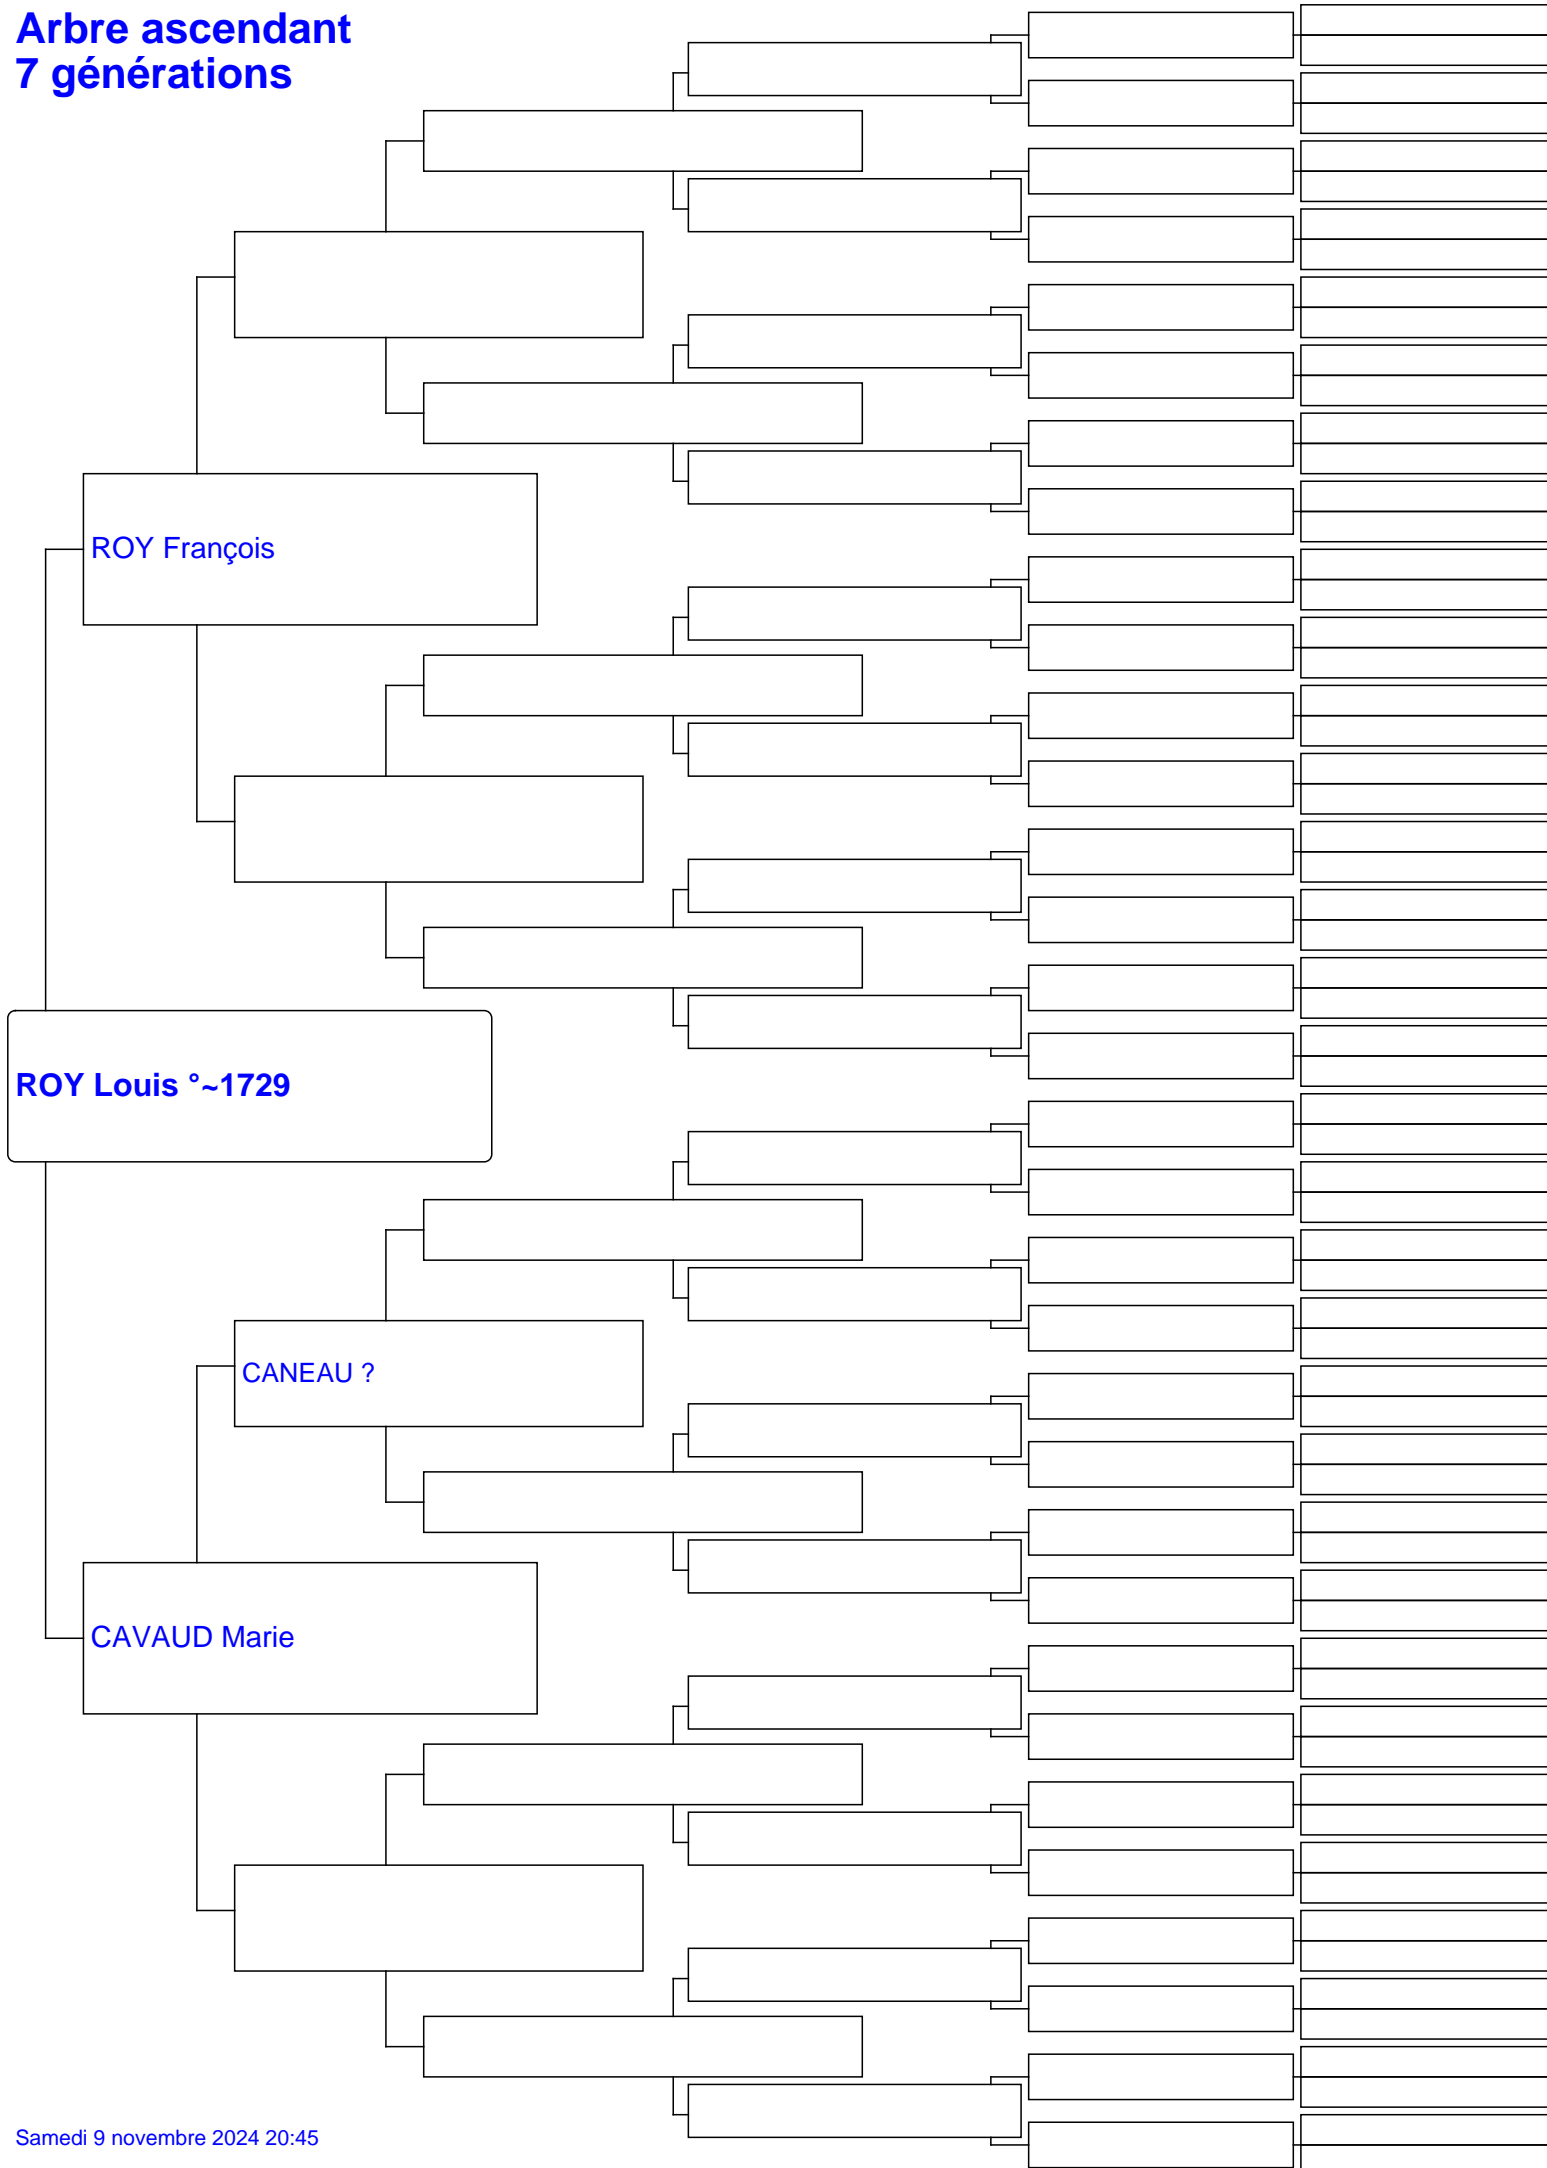 Arbre ascendant
7 générations
ROY François
ROY Louis °~1729
CANEAU ?
CAVAUD Marie
Samedi 9 novembre 2024 20:45